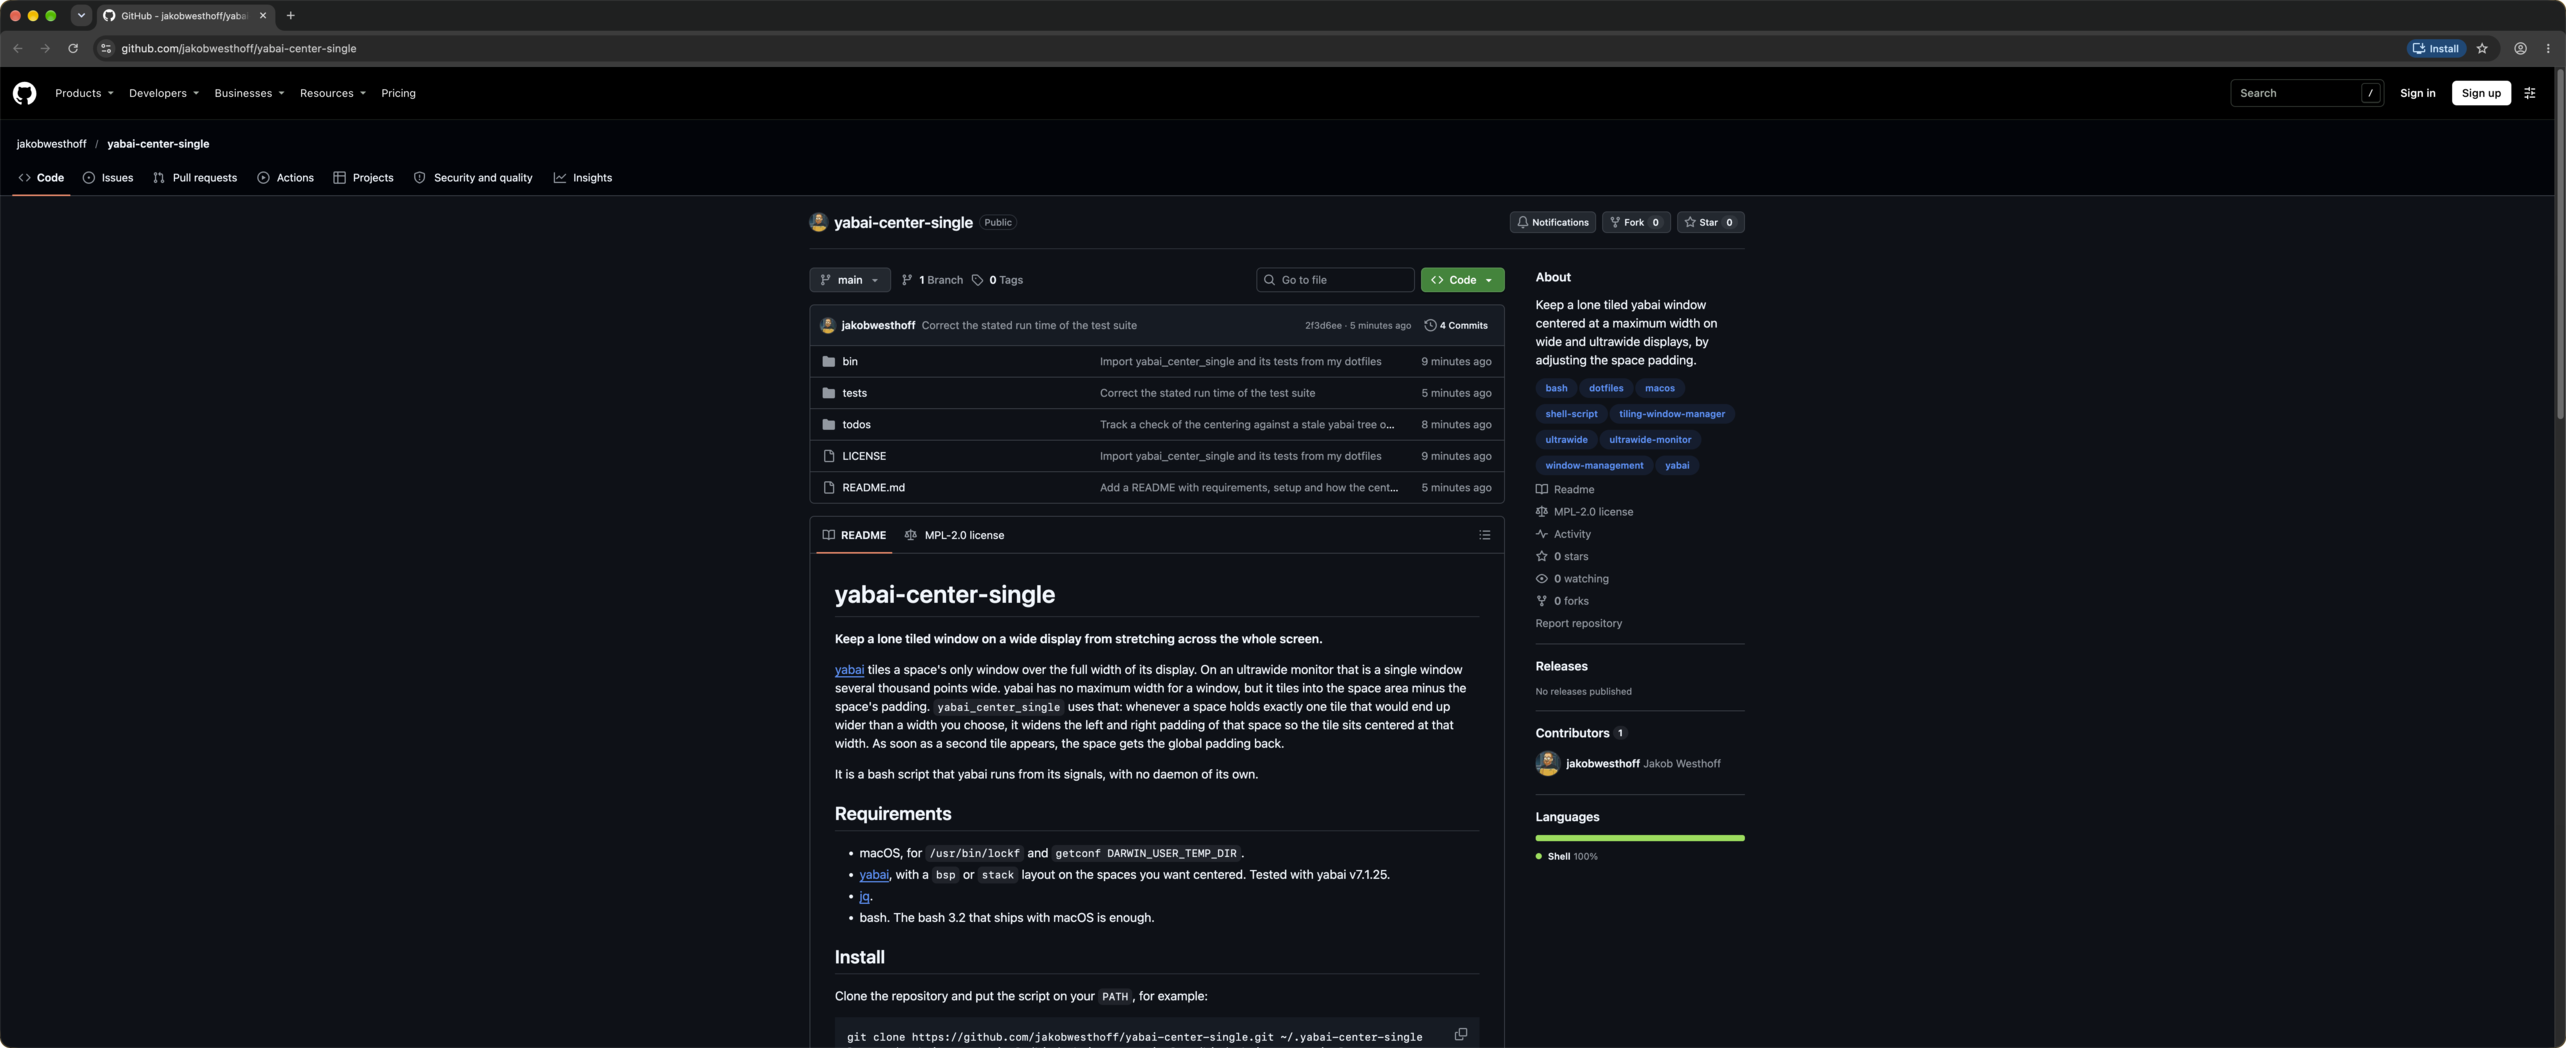 GitHub - jakobwesthoff/yaba
github.com/jakobwesthoff/yabai-center-single
Install
Products Developers Businesses Resources Pricing
Search /
Sign in
Sign up
jakobwesthoff / yabai-center-single
Code Issues Pull requests Actions Projects Security and quality Insights
yabai-center-single Public
Notifications Fork 0 Star 0
main 1 Branch 0 Tags
Go to file
Code
jakobwesthoff Correct the stated run time of the test suite 2f3d6ee · 5 minutes ago 4 Commits
bin Import yabai_center_single and its tests from my dotfiles 9 minutes ago
tests Correct the stated run time of the test suite 5 minutes ago
todos Track a check of the centering against a stale yabai tree o... 8 minutes ago
LICENSE Import yabai_center_single and its tests from my dotfiles 9 minutes ago
README.md Add a README with requirements, setup and how the cent... 5 minutes ago
README MPL-2.0 license
yabai-center-single
Keep a lone tiled window on a wide display from stretching across the whole screen.
yabai tiles a space's only window over the full width of its display. On an ultrawide monitor that is a single window
several thousand points wide. yabai has no maximum width for a window, but it tiles into the space area minus the
space's padding. yabai_center_single uses that: whenever a space holds exactly one tile that would end up
wider than a width you choose, it widens the left and right padding of that space so the tile sits centered at that
width. As soon as a second tile appears, the space gets the global padding back.
It is a bash script that yabai runs from its signals, with no daemon of its own.
Requirements
• macOS, for /usr/bin/lockf and getconf DARWIN_USER_TEMP_DIR.
• yabai, with a bsp or stack layout on the spaces you want centered. Tested with yabai v7.1.25.
• jq.
• bash. The bash 3.2 that ships with macOS is enough.
Install
Clone the repository and put the script on your PATH, for example:
git clone https://github.com/jakobwesthoff/yabai-center-single.git ~/.yabai-center-single
About
Keep a lone tiled yabai window
centered at a maximum width on
wide and ultrawide displays, by
adjusting the space padding.
bash dotfiles macos
shell-script tiling-window-manager
ultrawide ultrawide-monitor
window-management yabai
Readme
MPL-2.0 license
Activity
0 stars
0 watching
0 forks
Report repository
Releases
No releases published
Contributors 1
jakobwesthoff Jakob Westhoff
Languages
Shell 100%